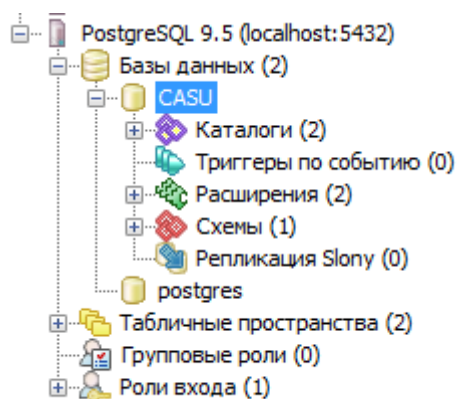 PostgreSQL 9.5 (localhost:5432)
Базы данных (2)
CASU
Каталоги (2)
Триггеры по событию (0)
Расширения (2)
Схемы (1)
Репликация Slony (0)
postgres
Табличные пространства (2)
Групповые роли (0)
Роли входа (1)